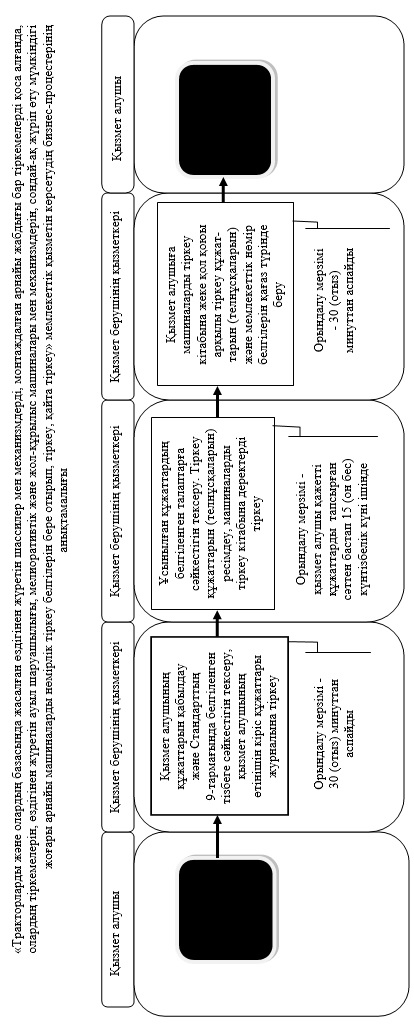 «Тракторларды және олардың базасында жасалған өздігінен жүретін шассилер мен механизмдерді, монтаждалған арнайы жабдығы бар тіркемелерді қоса алғанда,
олардың тіркемелерін, өздігінен жүретін ауыл шаруашылығы, мелиоративтік және жол-құрылыс машиналары мен механизмдерін, сондай-ақ жүріп өту мүмкіндігі
жоғары арнайы машиналарды нөмірлік тіркеу белгілерін бере отырып, тіркеу, қайта тіркеу» мемлекеттік қызметін көрсетудің бизнес-процестерінің
анықтамалығы
Қызмет алушы
Қызмет берушінің қызметкері
Қызмет алушының
құжаттарын қабылдау
және Стандарттың
9-тармағында белгіленген
тізбеге сәйкестігін тексеру,
қызмет алушының
өтінішін кіріс құжаттары
журналына тіркеу
Орындалу мерзімі -
30 (отыз) минуттан
аспайды
Қызмет берушінің қызметкері
Ұсынылған құжаттардың
белгіленген талаптарға
сәйкестігін тексеру. Тіркеу
құжаттарын (телнұсқаларын)
ресімдеу, машиналарды
тіркеу кітабына деректерді
тіркеу
Орындалу мерзімі -
қызмет алушы қажетті
құжаттарды тапсырған
сәттен бастап 15 (он бес)
күнтізбелік күні ішінде
Қызмет берушінің қызметкері
Қызмет алушыға
машиналарды тіркеу
кітабына жеке қол қоюы
арқылы тіркеу құжат-
тарын (телнұсқаларын)
және мемлекеттік нөмір
белгілерін қағаз түрінде
беру
Орындалу мерзімі
- 30 (отыз)
минуттан аспайды
Қызмет алушы